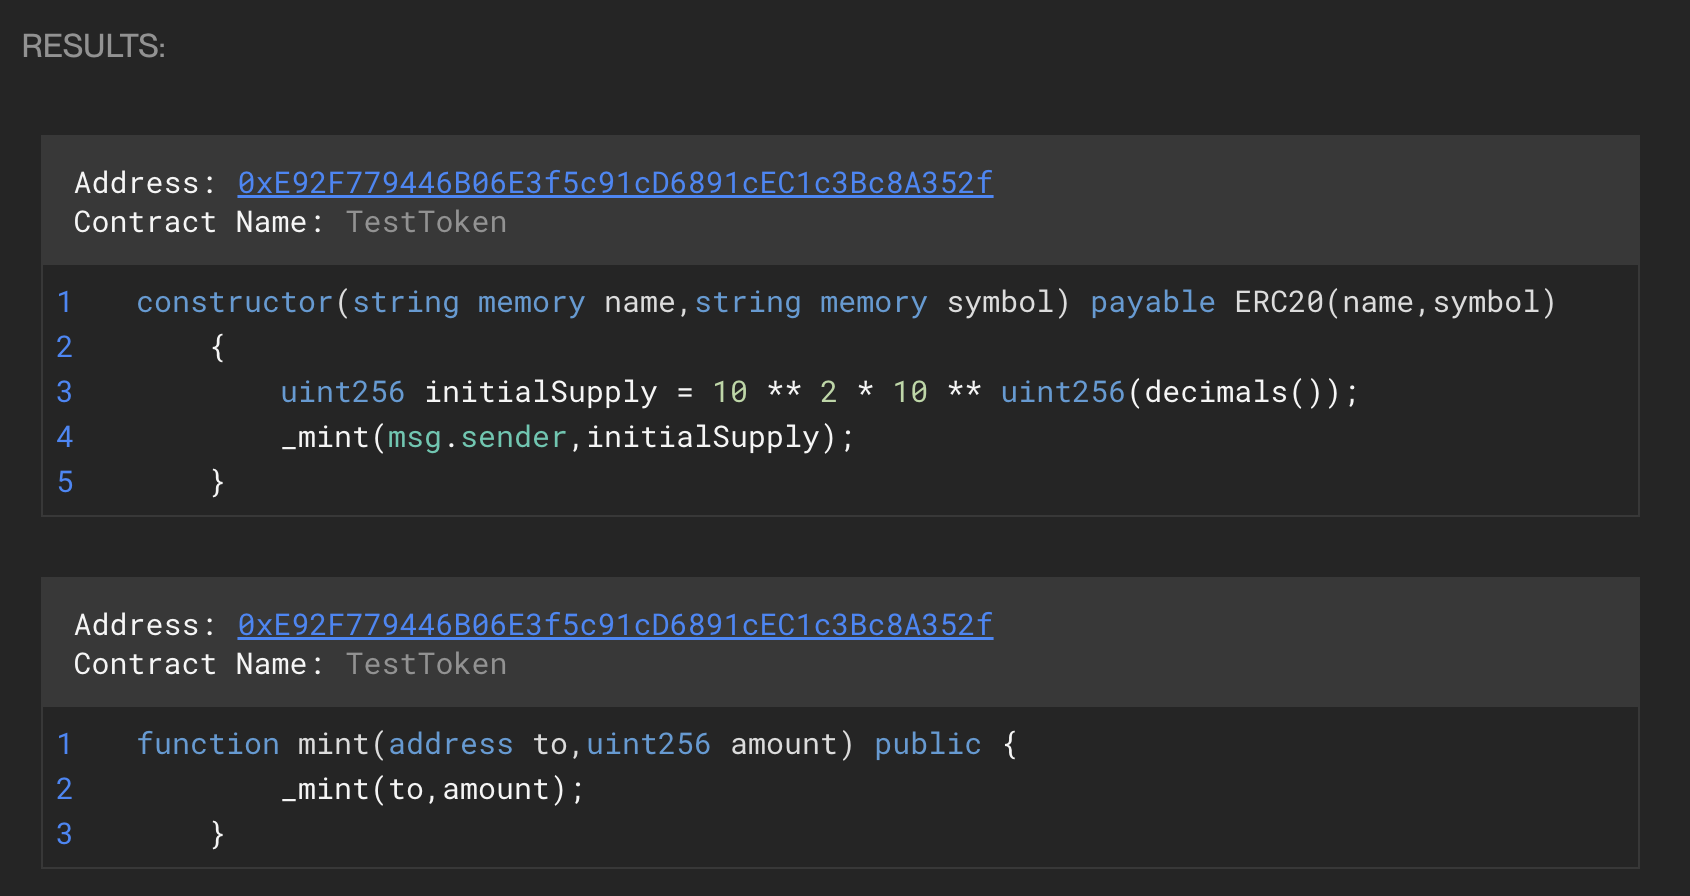 RESULTS:
Address: 0xE92F779446B06E3f5c91cD6891cEC1c3Bc8A352f
Contract Name: TestToken
1 constructor(string memory name,string memory symbol) payable ERC20(name,symbol)
2 {
3 uint256 initialSupply = 10 ** 2 * 10 ** uint256(decimals());
4 _mint(msg.sender,initialSupply);
5 }
Address: 0xE92F779446B06E3f5c91cD6891cEC1c3Bc8A352f
Contract Name: TestToken
1 function mint(address to,uint256 amount) public {
2 _mint(to,amount);
3 }